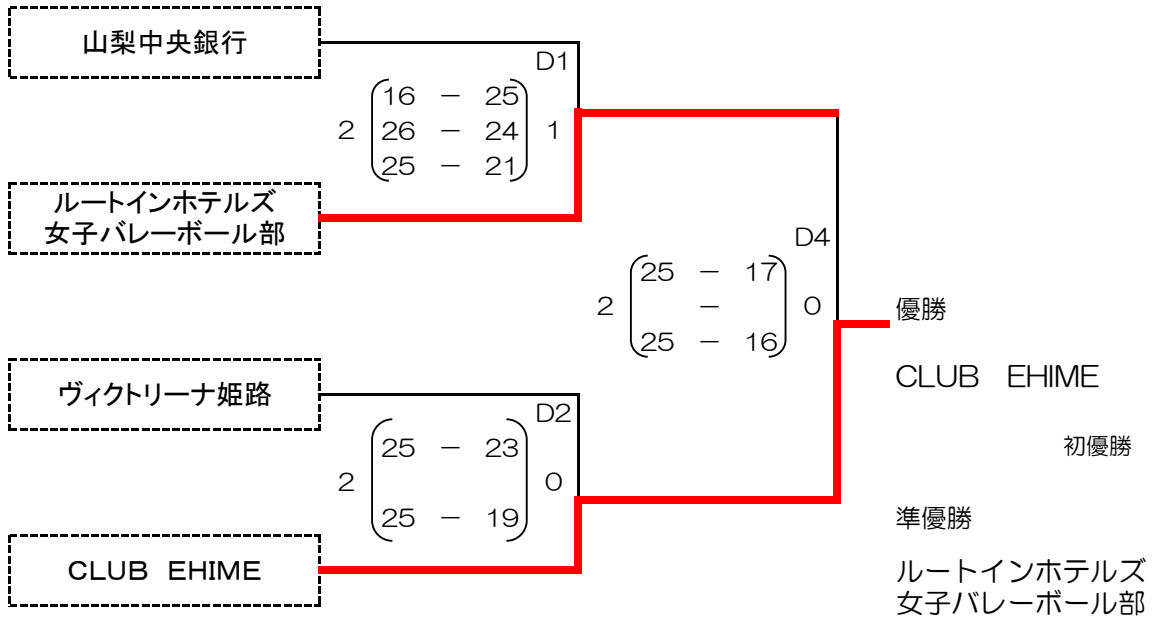 山梨中央銀行
D1
16 － 25
2 26 － 24 1
25 － 21
ルートインホテルズ
女子バレーボール部
D4
25 － 17
2 － 0
25 － 16
優勝
CLUB EHIME
初優勝
ヴィクトリーナ姫路
D2
25 － 23
2 0
25 － 19
CLUB EHIME
準優勝
ルートインホテルズ
女子バレーボール部